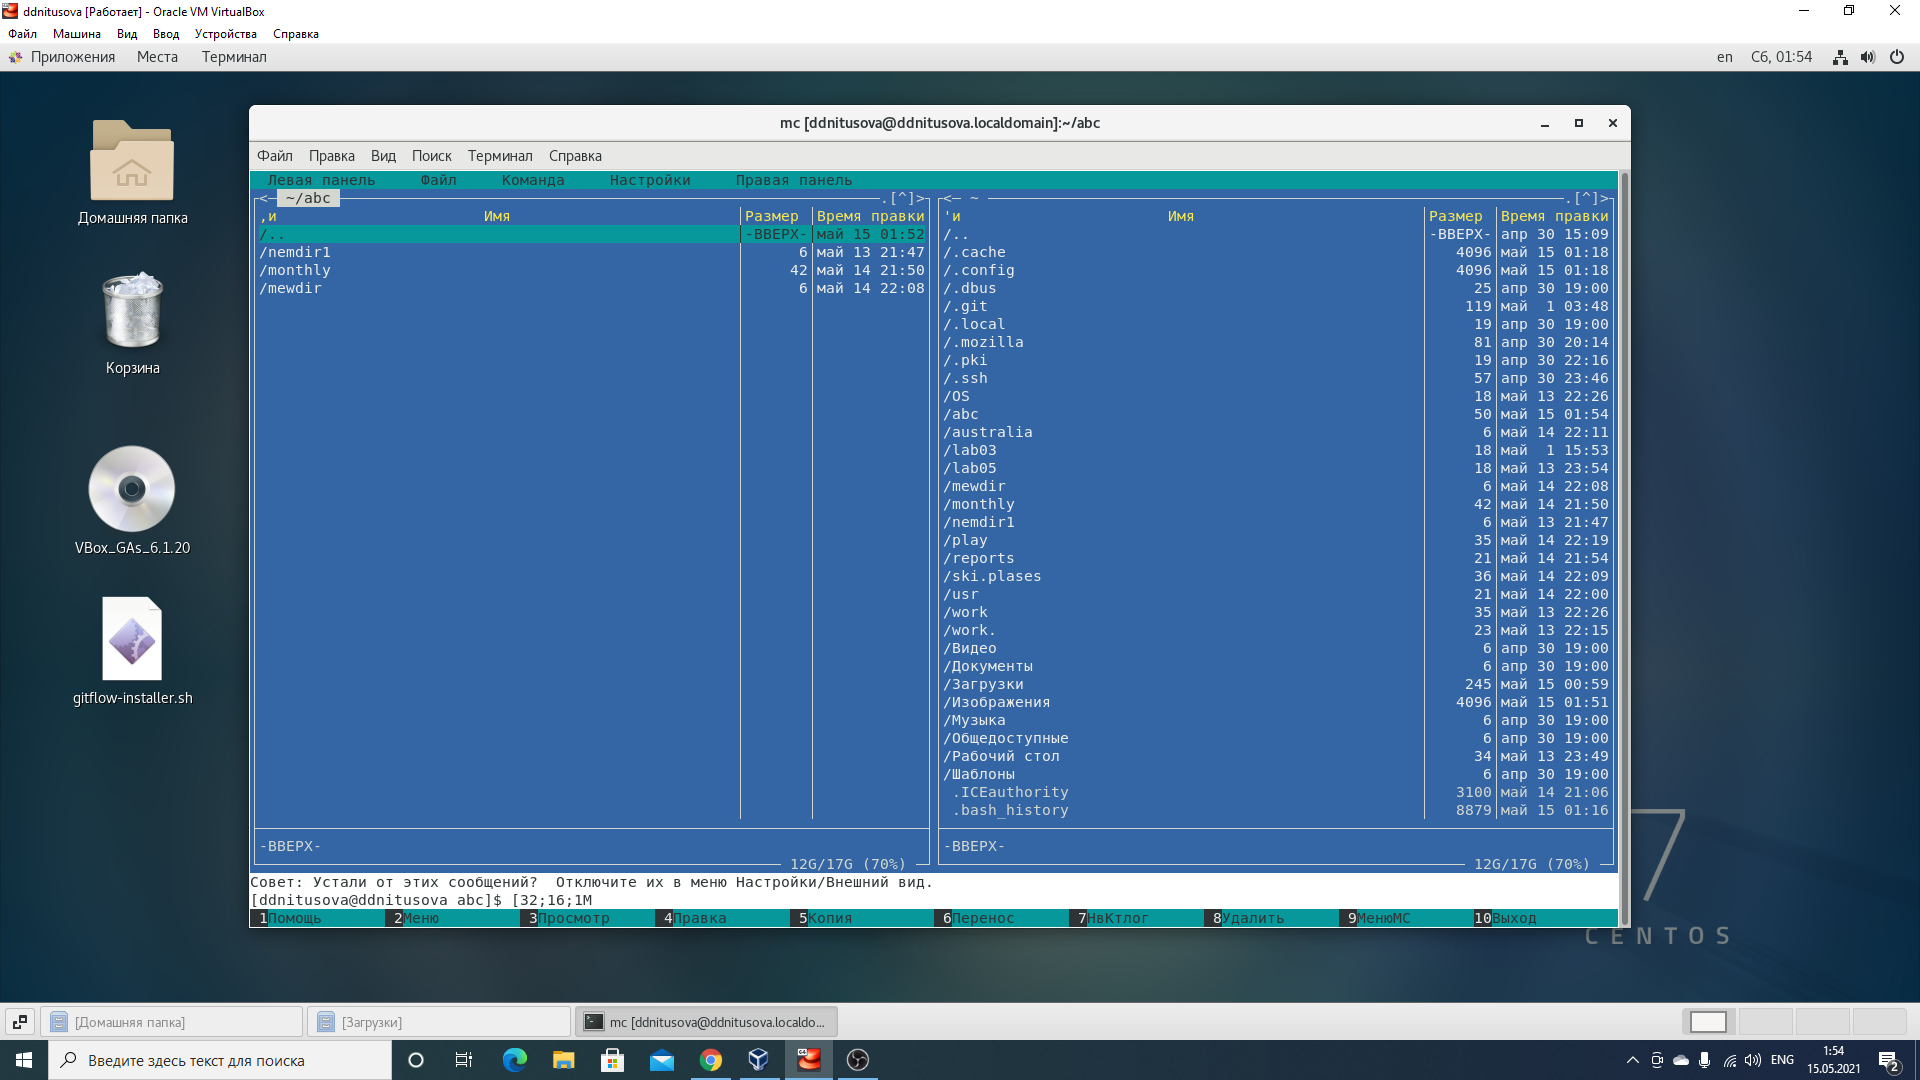 ddnitusova [Работает] - Oracle VM VirtualBox
Файл Машина Вид Ввод Устройства Справка
Приложения Места Терминал en Сб, 01:54
Домашняя папка
Корзина
VBox_GAs_6.1.20
gitflow-installer.sh
mc [ddnitusova@ddnitusova.localdomain]:~/abc
Файл Правка Вид Поиск Терминал Справка
Левая панель Файл Команда Настройки Правая панель
<─ ~/abc .[^]>
,и Имя Размер Время правки
/.. -ВВЕРХ- май 15 01:52
/nemdir1 6 май 13 21:47
/monthly 42 май 14 21:50
/mewdir 6 май 14 22:08
-ВВЕРХ-
12G/17G (70%)
<─ ~ .[^]>
'и Имя Размер Время правки
/.. -ВВЕРХ- апр 30 15:09
/.cache 4096 май 15 01:18
/.config 4096 май 15 01:18
/.dbus 25 апр 30 19:00
/.git 119 май 1 03:48
/.local 19 апр 30 19:00
/.mozilla 81 апр 30 20:14
/.pki 19 апр 30 22:16
/.ssh 57 апр 30 23:46
/OS 18 май 13 22:26
/abc 50 май 15 01:54
/australia 6 май 14 22:11
/lab03 18 май 1 15:53
/lab05 18 май 13 23:54
/mewdir 6 май 14 22:08
/monthly 42 май 14 21:50
/nemdir1 6 май 13 21:47
/play 35 май 14 22:19
/reports 21 май 14 21:54
/ski.plases 36 май 14 22:09
/usr 21 май 14 22:00
/work 35 май 13 22:26
/work. 23 май 13 22:15
/Видео 6 апр 30 19:00
/Документы 6 апр 30 19:00
/Загрузки 245 май 15 00:59
/Изображения 4096 май 15 01:51
/Музыка 6 апр 30 19:00
/Общедоступные 6 апр 30 19:00
/Рабочий стол 34 май 13 23:49
/Шаблоны 6 апр 30 19:00
.ICEauthority 3100 май 14 21:06
.bash_history 8879 май 15 01:16
-ВВЕРХ-
12G/17G (70%)
Совет: Устали от этих сообщений? Отключите их в меню Настройки/Внешний вид.
[ddnitusova@ddnitusova abc]$ [32;16;1M
1Помощь 2Меню 3Просмотр 4Правка 5Копия 6Перенос 7НвКтлог 8Удалить 9МенюМС 10Выход
7
CENTOS
[Домашняя папка] [Загрузки] mc [ddnitusova@ddnitusova.localdo...
Введите здесь текст для поиска
ENG
1:54
15.05.2021
2